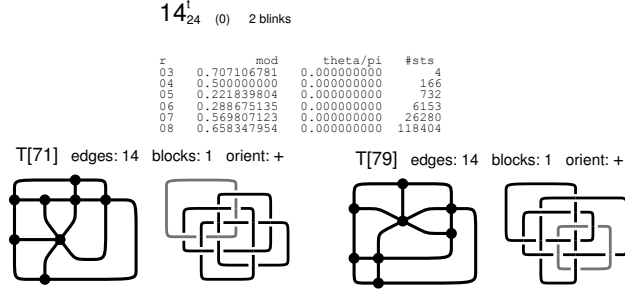 14ᵗ₂₄ (0) 2 blinks
r mod theta/pi #sts
03 0.707106781 0.000000000 4
04 0.500000000 0.000000000 166
05 0.221839804 0.000000000 732
06 0.288675135 0.000000000 6153
07 0.569807123 0.000000000 26280
08 0.658347954 0.000000000 118404
T[71] edges: 14 blocks: 1 orient: +
T[79] edges: 14 blocks: 1 orient: +